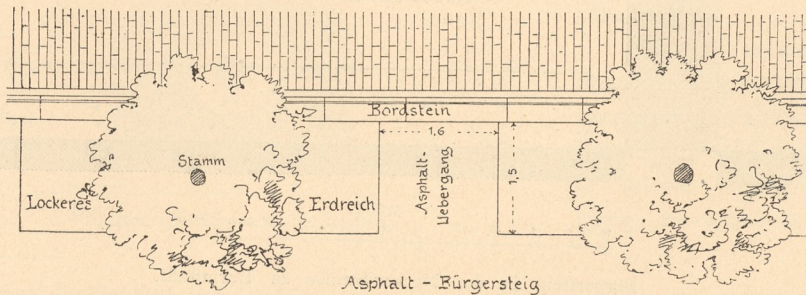 Bordstein
1,6
Stamm
Asphalt-
Uebergang
1,5
Lockeres Erdreich
Asphalt - Bürgersteig